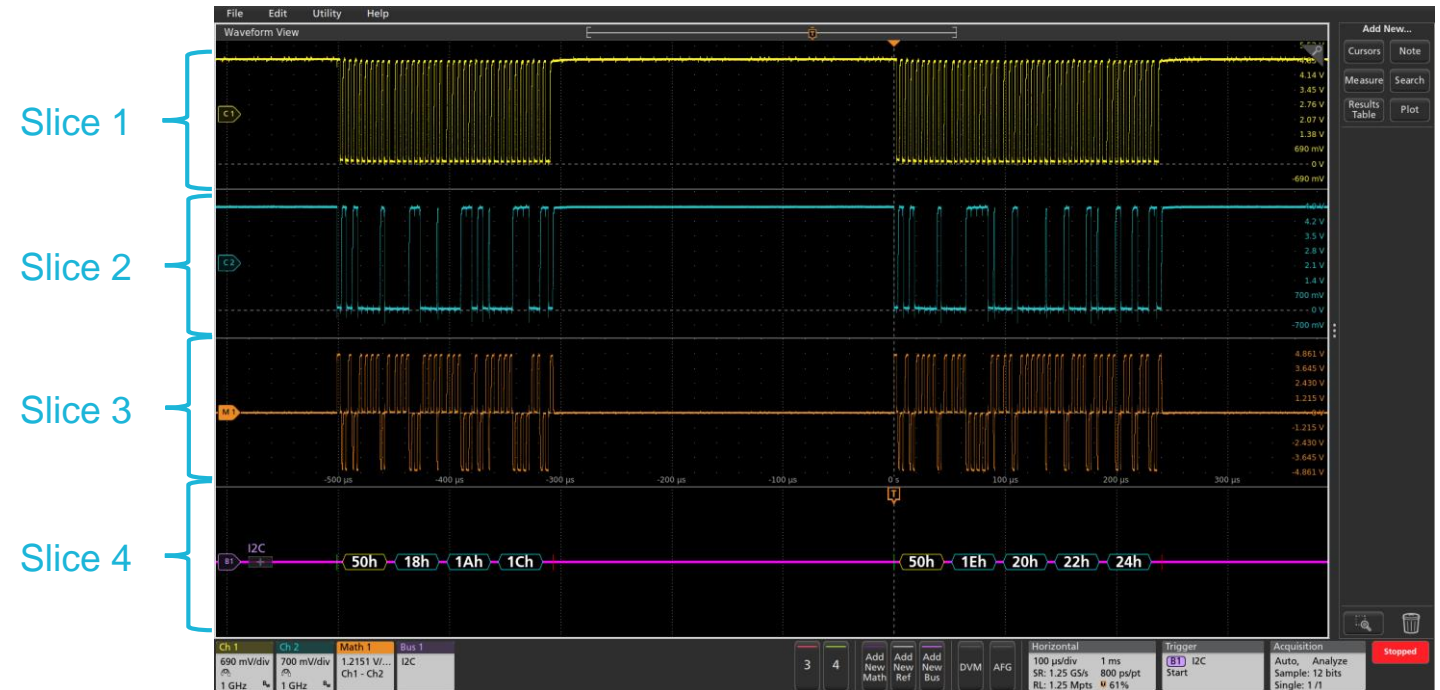 File Edit Utility Help
Waveform View
Add New...
Cursors Note
Measure Search
Results Table Plot
Slice 1
C1
4.14 V
3.45 V
2.76 V
2.07 V
1.38 V
690 mV
0 V
-690 mV
Slice 2
C2
4.2 V
3.5 V
2.8 V
2.1 V
1.4 V
700 mV
0 V
-700 mV
Slice 3
M1
4.861 V
3.645 V
2.430 V
1.215 V
0 V
-1.215 V
-2.430 V
-3.645 V
-4.861 V
-500 µs -400 µs -300 µs -200 µs -100 µs 0 s 100 µs 200 µs 300 µs
T
Slice 4
B1 I2C
50h 18h 1Ah 1Ch 50h 1Eh 20h 22h 24h
Ch 1
690 mV/div
1 GHz
Ch 2
700 mV/div
1 GHz
Math 1
1.2151 V/...
Ch1 - Ch2
Bus 1
I2C
3 4
Add New Math
Add New Ref
Add New Bus
DVM AFG
Horizontal
100 µs/div 1 ms
SR: 1.25 GS/s 800 ps/pt
RL: 1.25 Mpts 61%
Trigger
B1 I2C
Start
Acquisition
Auto, Analyze
Sample: 12 bits
Single: 1 /1
Stopped